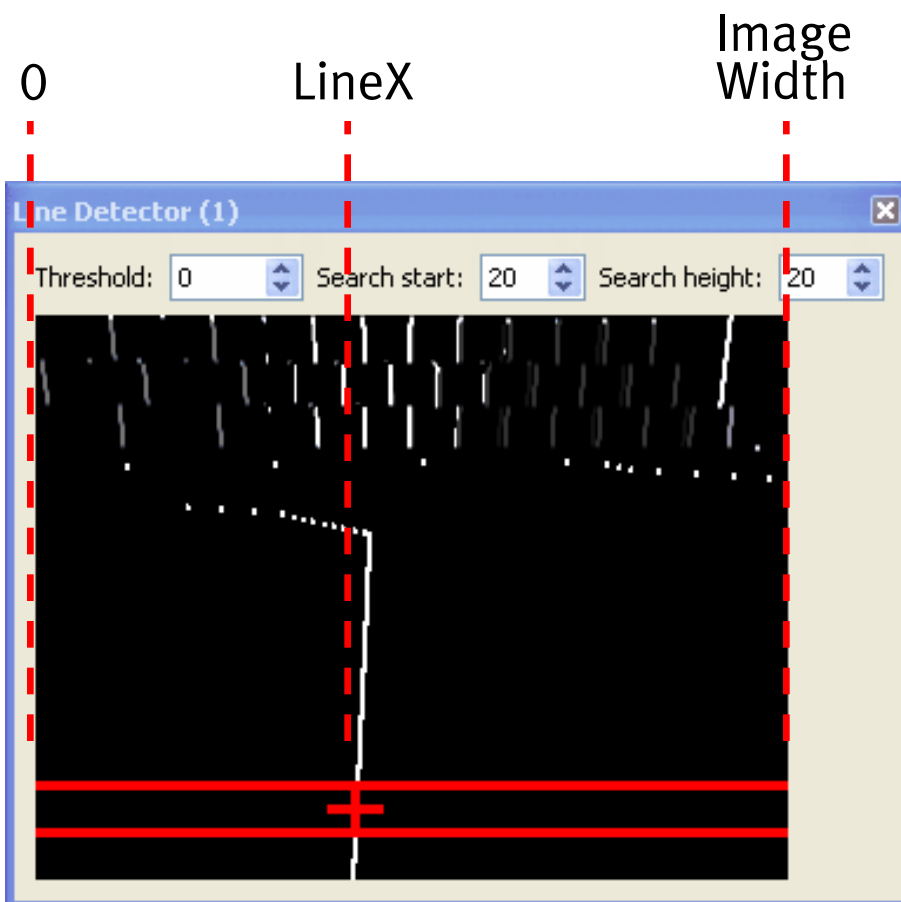 0 LineX Image
Width
Line Detector (1)
Threshold: 0 Search start: 20 Search height: 20